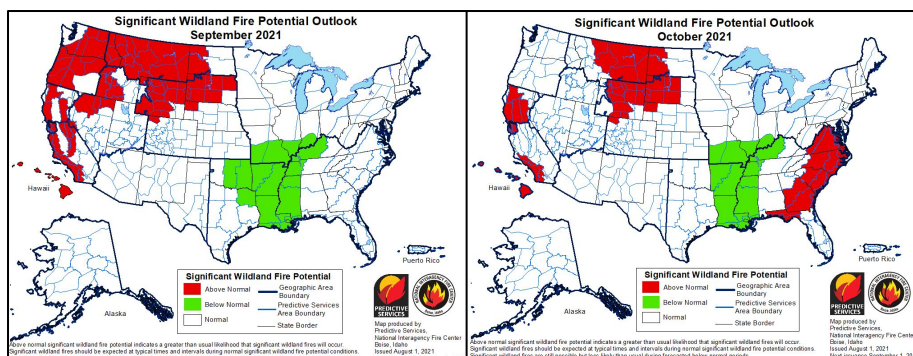 Significant Wildland Fire Potential Outlook
September 2021
Hawaii
Alaska
Puerto Rico
Significant Wildland Fire Potential
Above Normal
Below Normal
Normal
Geographic Area
Boundary
Predictive Services
Area Boundary
State Border
PREDICTIVE
SERVICES
Map produced by
Predictive Services,
National Interagency Fire Center
Boise, Idaho
Issued August 1, 2021
Above normal significant wildland fire potential indicates a greater than usual likelihood that significant wildland fires will occur.
Significant wildland fires should be expected at typical times and intervals during normal significant wildland fire potential conditions.
Significant Wildland Fire Potential Outlook
October 2021
Hawaii
Alaska
Puerto Rico
Significant Wildland Fire Potential
Above Normal
Below Normal
Normal
Geographic Area
Boundary
Predictive Services
Area Boundary
State Border
PREDICTIVE
SERVICES
Map produced by
Predictive Services,
National Interagency Fire Center
Boise, Idaho
Issued August 1, 2021
Above normal significant wildland fire potential indicates a greater than usual likelihood that significant wildland fires will occur.
Significant wildland fires should be expected at typical times and intervals during normal significant wildland fire potential conditions.